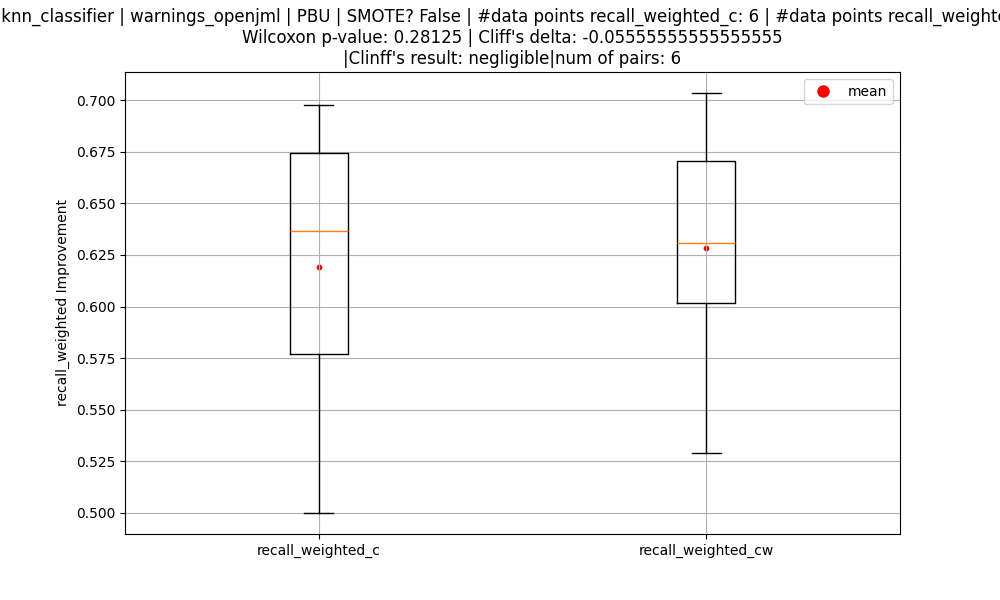 knn_classifier | warnings_openjml | PBU | SMOTE? False | #data points recall_weighted_c: 6 | #data points
Wilcoxon p-value: 0.28125 | Cliff's delta: -0.05555555555555555
|Clinff's result: negligible|num of pairs: 6
mean
0.700
0.675
0.650
0.625
0.600
0.575
0.550
0.525
0.500
recall_weighted Improvement
recall_weighted_c
recall_weighted_cw